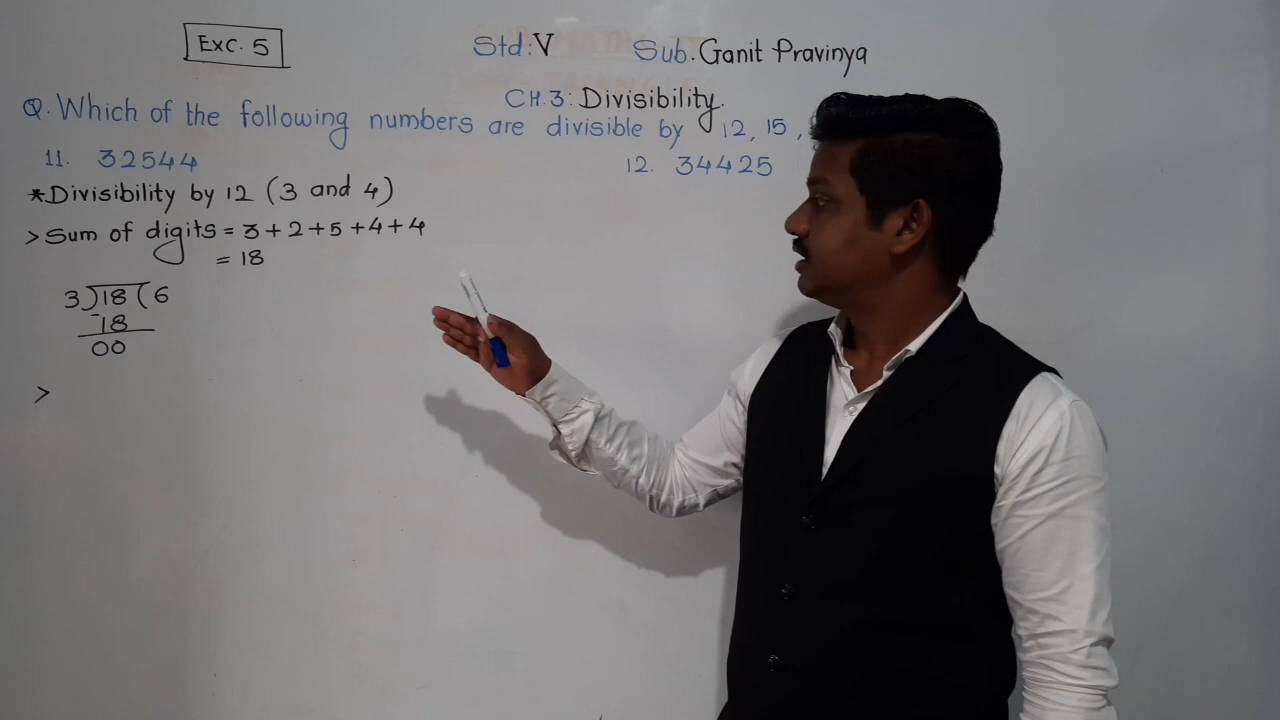 Exc. 5
Std: V Sub. Ganit Pravinya
CH.3: Divisibility.
Q. Which of the following numbers are divisible by 12, 15,
11. 32544 12. 34425
*Divisibility by 12 (3 and 4)
> Sum of digits = 3+2+5+4+4
= 18
3)18(6
-18
00
>